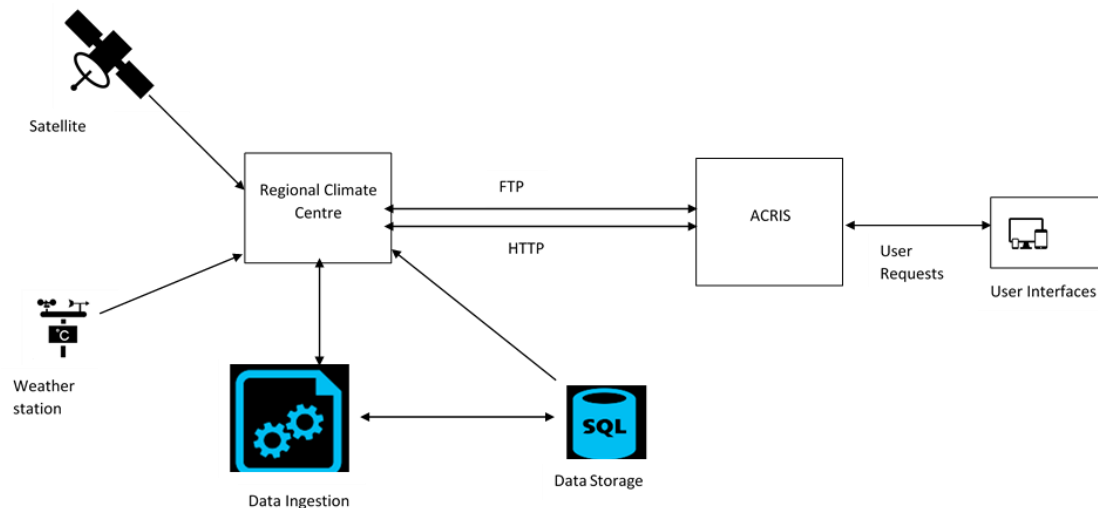 Satellite
Regional Climate
Centre
FTP
HTTP
ACRIS
User
Requests
User Interfaces
°C
Weather
station
SQL
Data Ingestion
Data Storage